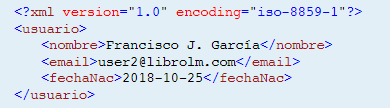 <?xml version="1.0" encoding="iso-8859-1"?>
<usuario>
<nombre>Francisco J. García</nombre>
<email>user2@librolm.com</email>
<fechaNac>2018-10-25</fechaNac>
</usuario>